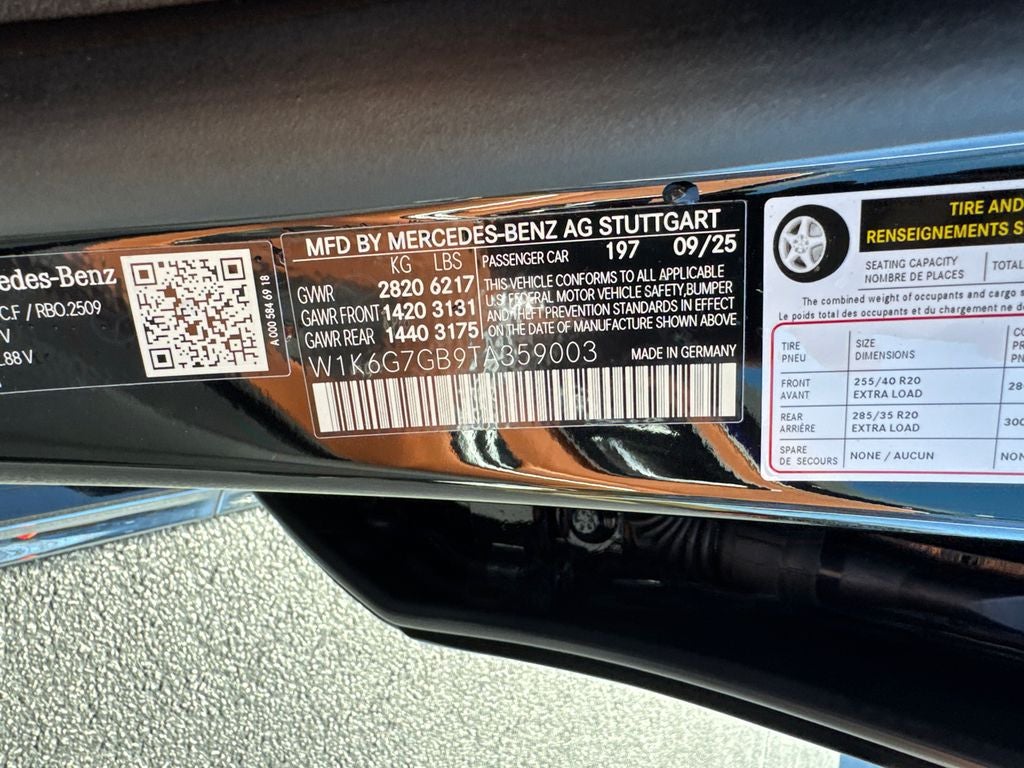 edes-Benz
C.F / RBO.2509
V
.88 V
A 000 584 69 18
MFD BY MERCEDES-BENZ AG STUTTGART
KG LBS
GVWR 2820 6217
GAWR FRONT 1420 3131
GAWR REAR 1440 3175
PASSENGER CAR 197 09/25
THIS VEHICLE CONFORMS TO ALL APPLICABLE
U.S. FEDERAL MOTOR VEHICLE SAFETY, BUMPER
AND THEFT PREVENTION STANDARDS IN EFFECT
ON THE DATE OF MANUFACTURE SHOWN ABOVE
W1K6G7GB9TA359003
MADE IN GERMANY
TIRE AND
RENSEIGNEMENTS S
SEATING CAPACITY
NOMBRE DE PLACES
TOTAL
The combined weight of occupants and cargo s
Le poids total des occupants et du chargement ne d
TIRE SIZE
PNEU DIMENSIONS
FRONT 255/40 R20
AVANT EXTRA LOAD
28
REAR 285/35 R20
ARRIÈRE EXTRA LOAD
300
SPARE
DE SECOURS
NONE / AUCUN
NON